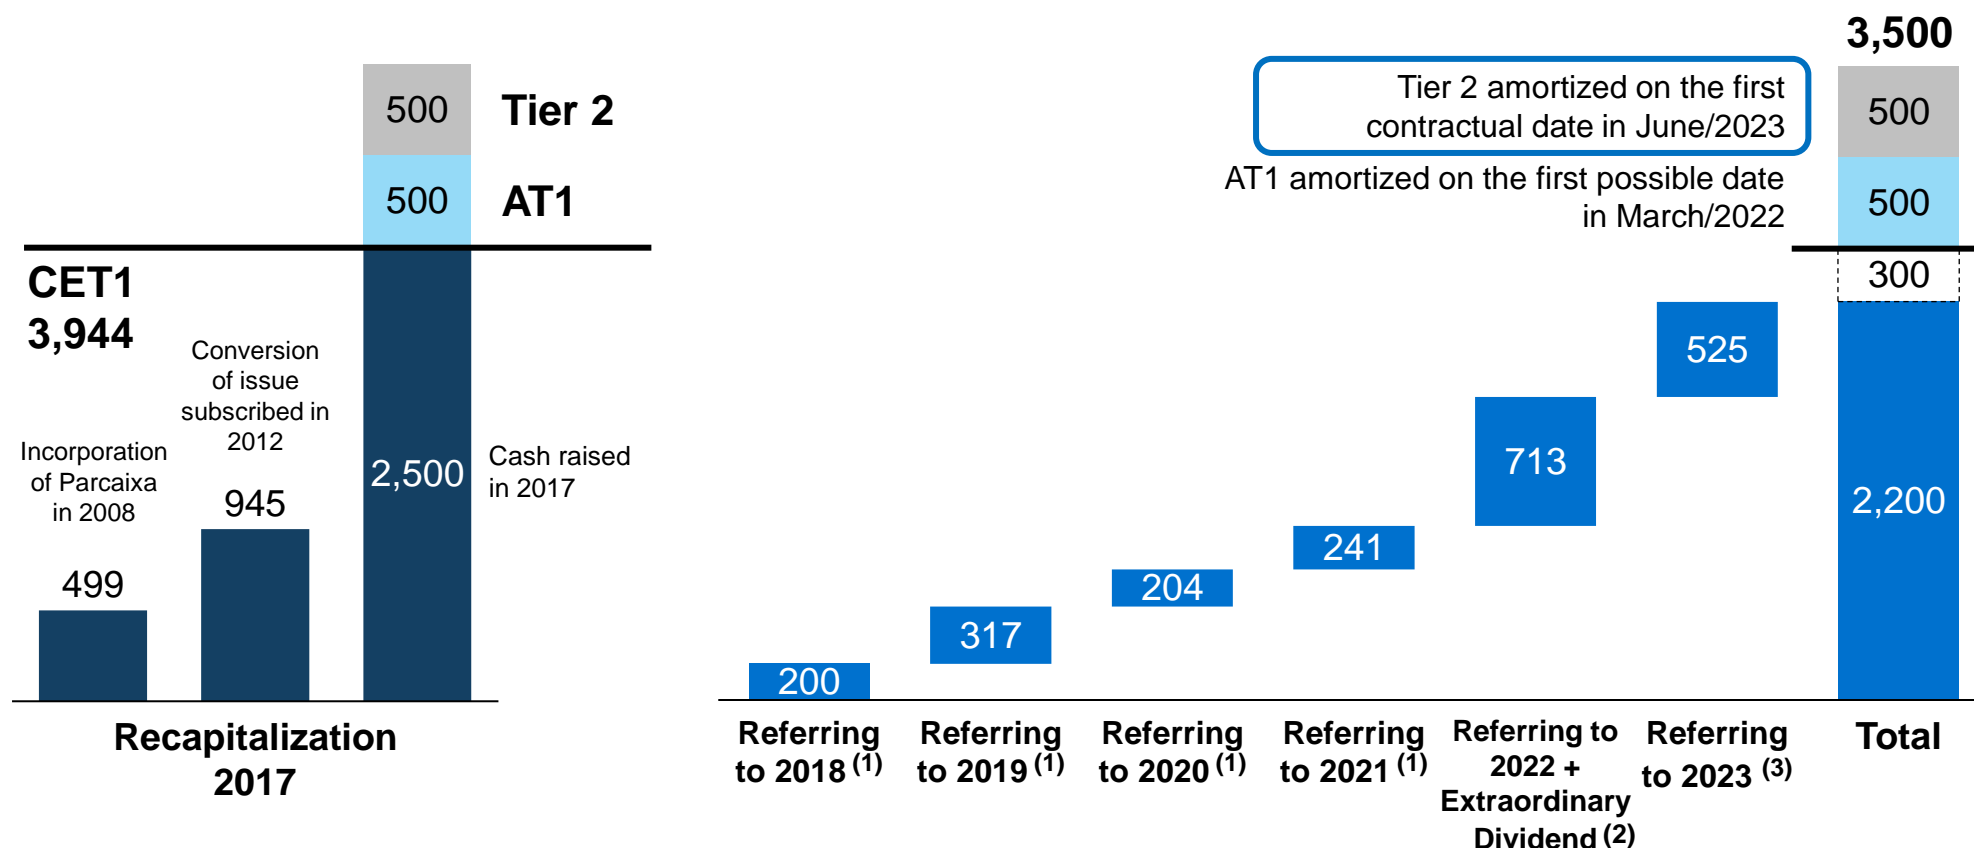 500
Tier 2
500
AT1
CET1
3,944
Conversion
of issue
subscribed in
2012
Incorporation
of Parcaixa
in 2008
499
945
2,500
Cash raised
in 2017
Recapitalization
2017
3,500
Tier 2 amortized on the first
contractual date in June/2023
500
AT1 amortized on the first possible date
in March/2022
500
300
525
713
2,200
241
204
317
200
Referring
to 2018 (1)
Referring
to 2019 (1)
Referring
to 2020 (1)
Referring
to 2021 (1)
Referring to
2022 +
Extraordinary
Dividend (2)
Referring
to 2023 (3)
Total